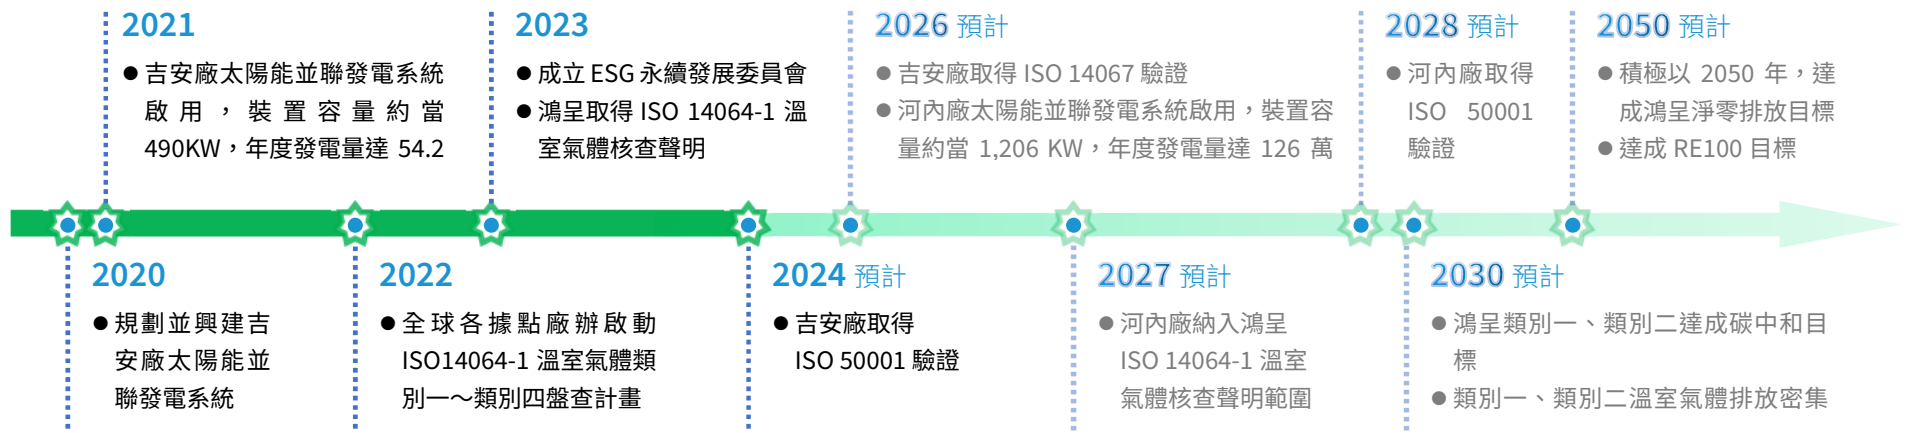 2021
●吉安廠太陽能並聯發電系統
啟用，裝置容量約當
490KW，年度發電量達 54.2
2023
●成立 ESG 永續發展委員會
●鴻呈取得 ISO 14064-1 溫
室氣體核查聲明
2026 預計
●吉安廠取得 ISO 14067 驗證
●河內廠太陽能並聯發電系統啟用，裝置容
量約當 1,206 KW，年度發電量達 126 萬
2028 預計
●河內廠取得
ISO 50001
驗證
2050 預計
●積極以 2050 年，達
成鴻呈淨零排放目標
●達成 RE100 目標
2020
●規劃並興建吉
安廠太陽能並
聯發電系統
2022
●全球各據點廠辦啟動
ISO14064-1 溫室氣體類
別一～類別四盤查計畫
2024 預計
●吉安廠取得
ISO 50001 驗證
2027 預計
●河內廠納入鴻呈
ISO 14064-1 溫室
氣體核查聲明範圍
2030 預計
●鴻呈類別一、類別二達成碳中和目
標
●類別一、類別二溫室氣體排放密集